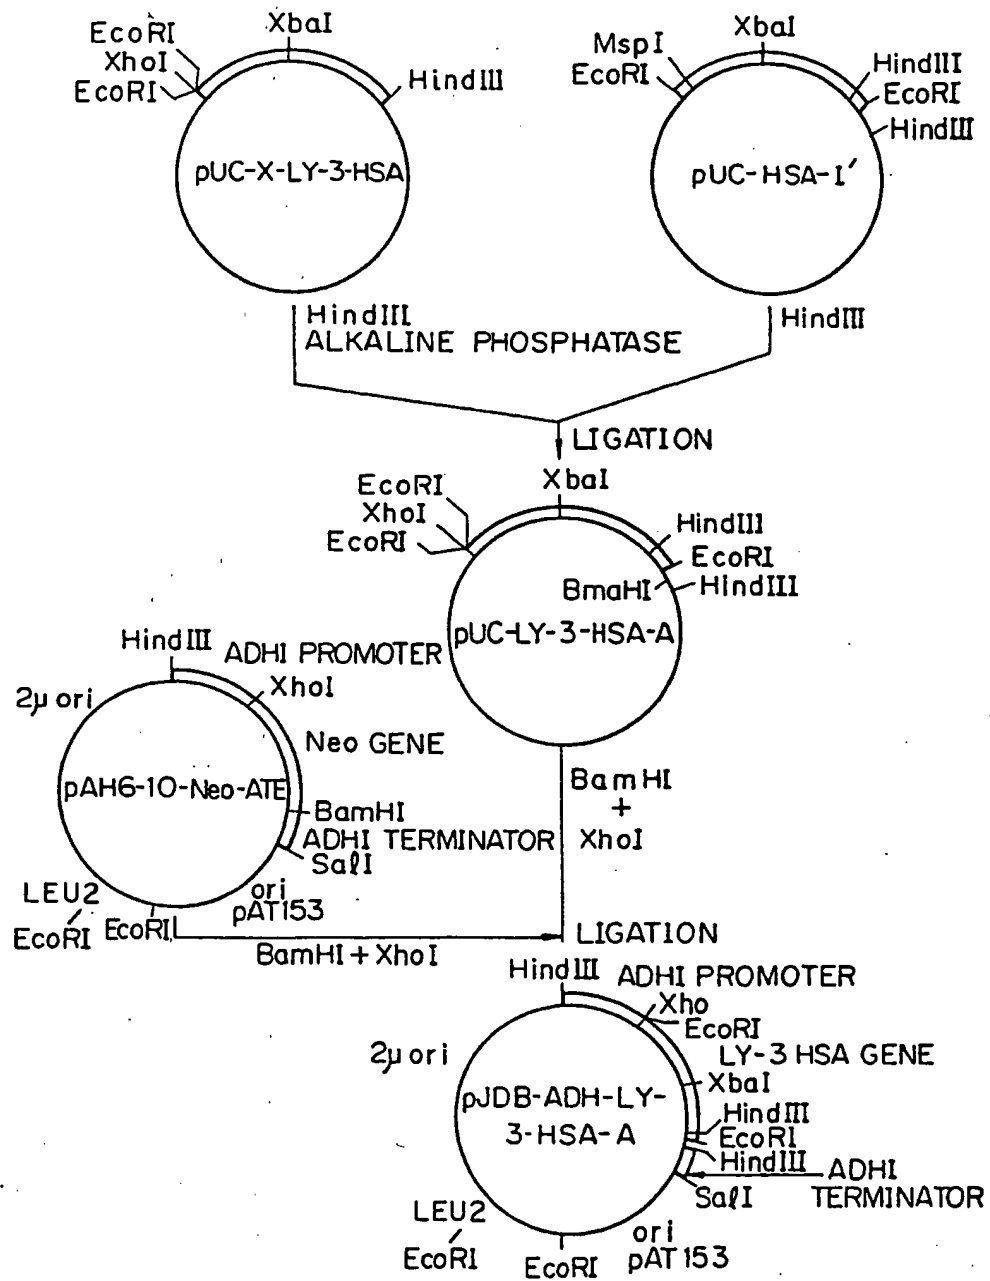 EcoRI
XhoI
EcoRI
XbaI
HindIII
pUC-X-LY-3-HSA
MspI
EcoRI
XbaI
HindIII
EcoRI
HindIII
pUC-HSA-I'
HindIII
ALKALINE PHOSPHATASE
HindIII
LIGATION
XbaI
EcoRI
XhoI
EcoRI
HindIII
EcoRI
BmaHI
HindIII
pUC-LY-3-HSA-A
HindIII
ADHI PROMOTER
XhoI
2μ ori
Neo GENE
pAH6-10-Neo-ATE
BamHI
ADHI TERMINATOR
SalI
LEU2
EcoRI
EcoRI
ori
pAT153
BamHI
+
XhoI
BamHI + XhoI
LIGATION
HindIII
ADHI PROMOTER
Xho
EcoRI
LY-3 HSA GENE
2μ ori
XbaI
pJDB-ADH-LY-
3-HSA-A
HindIII
EcoRI
HindIII
ADHI
TERMINATOR
SalI
LEU2
EcoRI
EcoRI
ori
pAT 153